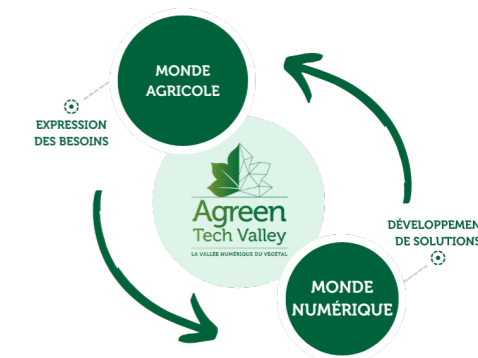 MONDE
AGRICOLE
EXPRESSION
DES BESOINS
Agreen
Tech Valley
LA VALLÉE NUMÉRIQUE DU VÉGÉTAL
DÉVELOPPEMEN
DE SOLUTIONS
MONDE
NUMÉRIQUE